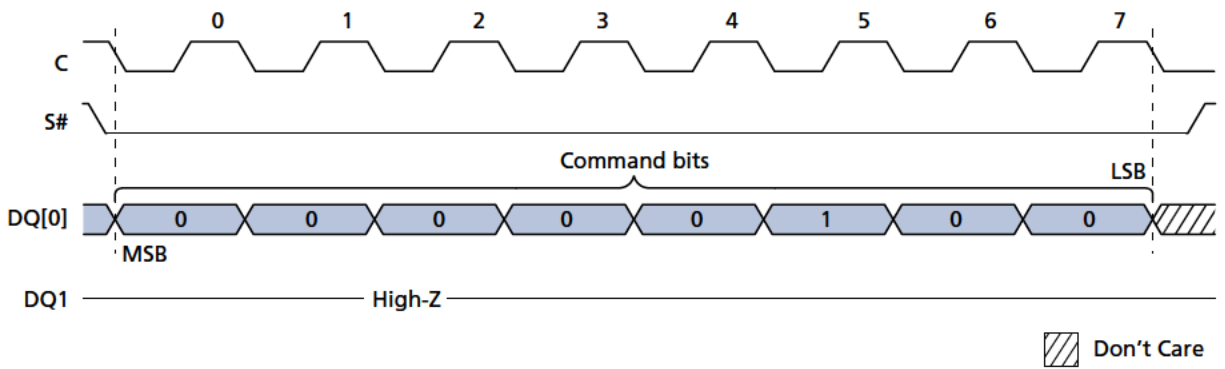 0 1 2 3 4 5 6 7
C
S#
Command bits
LSB
DQ[0] 0 0 0 0 0 1 0 0
MSB
DQ1 High-Z
Don't Care